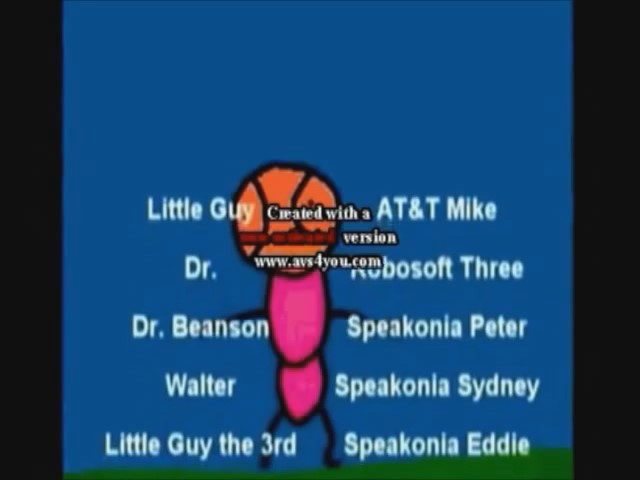 Little Guy AT&T Mike
Created with a
version
Dr. Robosoft Three
www.avs4you.com
Dr. Beanson Speakonia Peter
Walter Speakonia Sydney
Little Guy the 3rd Speakonia Eddie